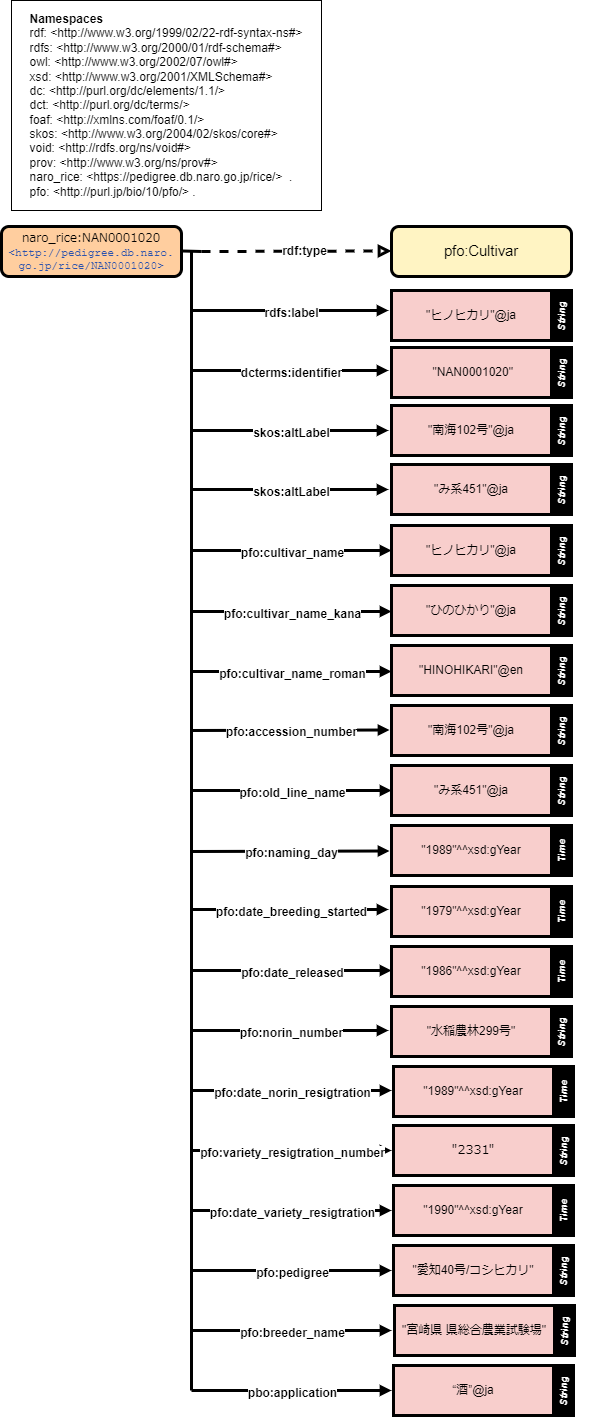 Namespaces
rdf: <http://www.w3.org/1999/02/22-rdf-syntax-ns#>
rdfs: <http://www.w3.org/2000/01/rdf-schema#>
owl: <http://www.w3.org/2002/07/owl#>
xsd: <http://www.w3.org/2001/XMLSchema#>
dc: <http://purl.org/dc/elements/1.1/>
dct: <http://purl.org/dc/terms/>
foaf: <http://xmlns.com/foaf/0.1/>
skos: <http://www.w3.org/2004/02/skos/core#>
void: <http://rdfs.org/ns/void#>
prov: <http://www.w3.org/ns/prov#>
naro_rice: <https://pedigree.db.naro.go.jp/rice/> .
pfo: <http://purl.jp/bio/10/pfo/> .
naro_rice:NAN0001020
<http://pedigree.db.naro.
go.jp/rice/NAN0001020>
rdf:type
pfo:Cultivar
rdfs:label
"ヒノヒカリ"@ja
String
dcterms:identifier
"NAN0001020"
String
skos:altLabel
"南海102号"@ja
String
skos:altLabel
"み系451"@ja
String
pfo:cultivar_name
"ヒノヒカリ"@ja
String
pfo:cultivar_name_kana
"ひのひかり"@ja
String
pfo:cultivar_name_roman
"HINOHIKARI"@en
String
pfo:accession_number
"南海102号"@ja
String
pfo:old_line_name
"み系451"@ja
String
pfo:naming_day
"1989"^^xsd:gYear
Time
pfo:date_breeding_started
"1979"^^xsd:gYear
Time
pfo:date_released
"1986"^^xsd:gYear
Time
pfo:norin_number
"水稲農林299号"
String
pfo:date_norin_resigtration
"1989"^^xsd:gYear
Time
pfo:variety_resigtration_number
"2331"
String
pfo:date_variety_resigtration
"1990"^^xsd:gYear
Time
pfo:pedigree
"愛知40号/コシヒカリ"
String
pfo:breeder_name
"宮崎県 県総合農業試験場"
String
pbo:application
"酒"@ja
String